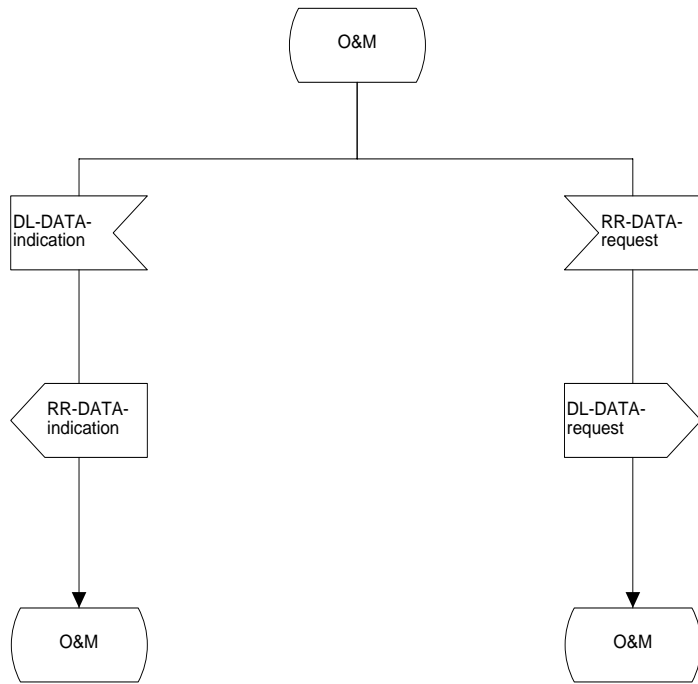 O&M
DL-DATA-
indication
RR-DATA-
request
RR-DATA-
indication
DL-DATA-
request
O&M
O&M